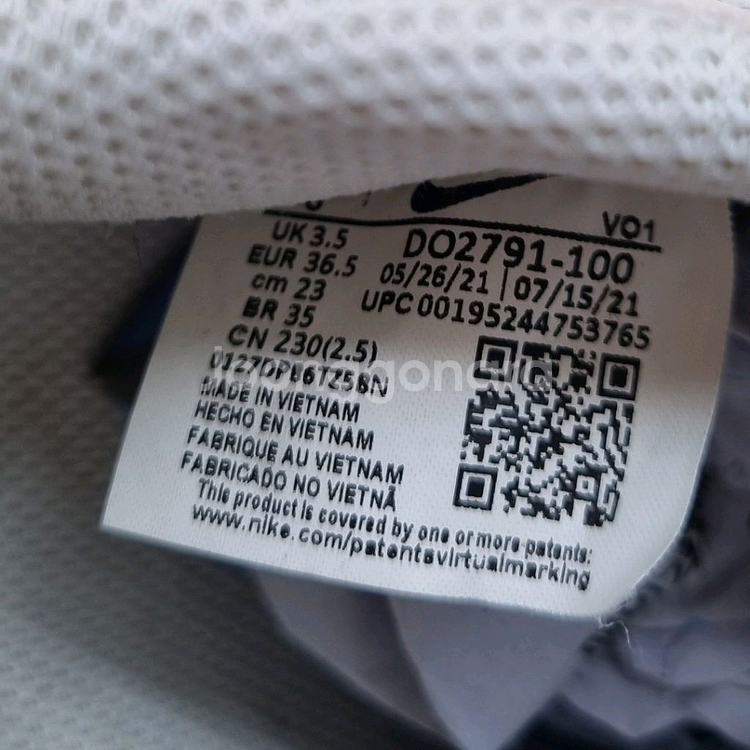 VO1
UK 3.5
EUR 36.5
cm 23
BR 35
CN 230(2.5)
DO2791-100
05/26/21 | 07/15/21
UPC 00195244753765
joonggonara
MADE IN VIETNAM
HECHO EN VIETNAM
FABRIQUE AU VIETNAM
FABRICADO NO VIETNÃ
This product is covered by one or more patents:
www.nike.com/patentsvirtualmarking